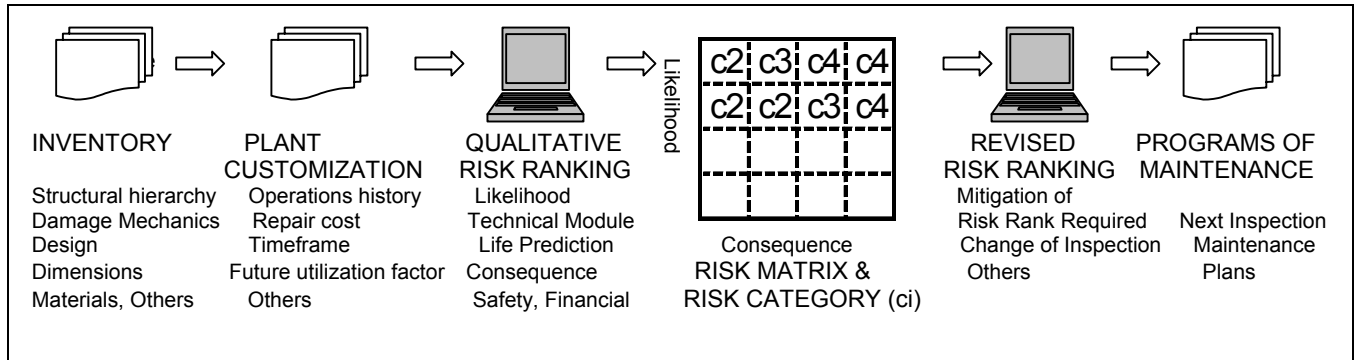 Likelihood
c2 c3 c4 c4
c2 c2 c3 c4
Consequence
INVENTORY
Structural hierarchy
Damage Mechanics
Design
Dimensions
Materials, Others
PLANT
CUSTOMIZATION
Operations history
Repair cost
Timeframe
Future utilization factor
Others
QUALITATIVE
RISK RANKING
Likelihood
Technical Module
Life Prediction
Consequence
Safety, Financial
RISK MATRIX &
RISK CATEGORY (ci)
REVISED
RISK RANKING
Mitigation of
Risk Rank Required
Change of Inspection
Others
PROGRAMS OF
MAINTENANCE
Next Inspection
Maintenance
Plans